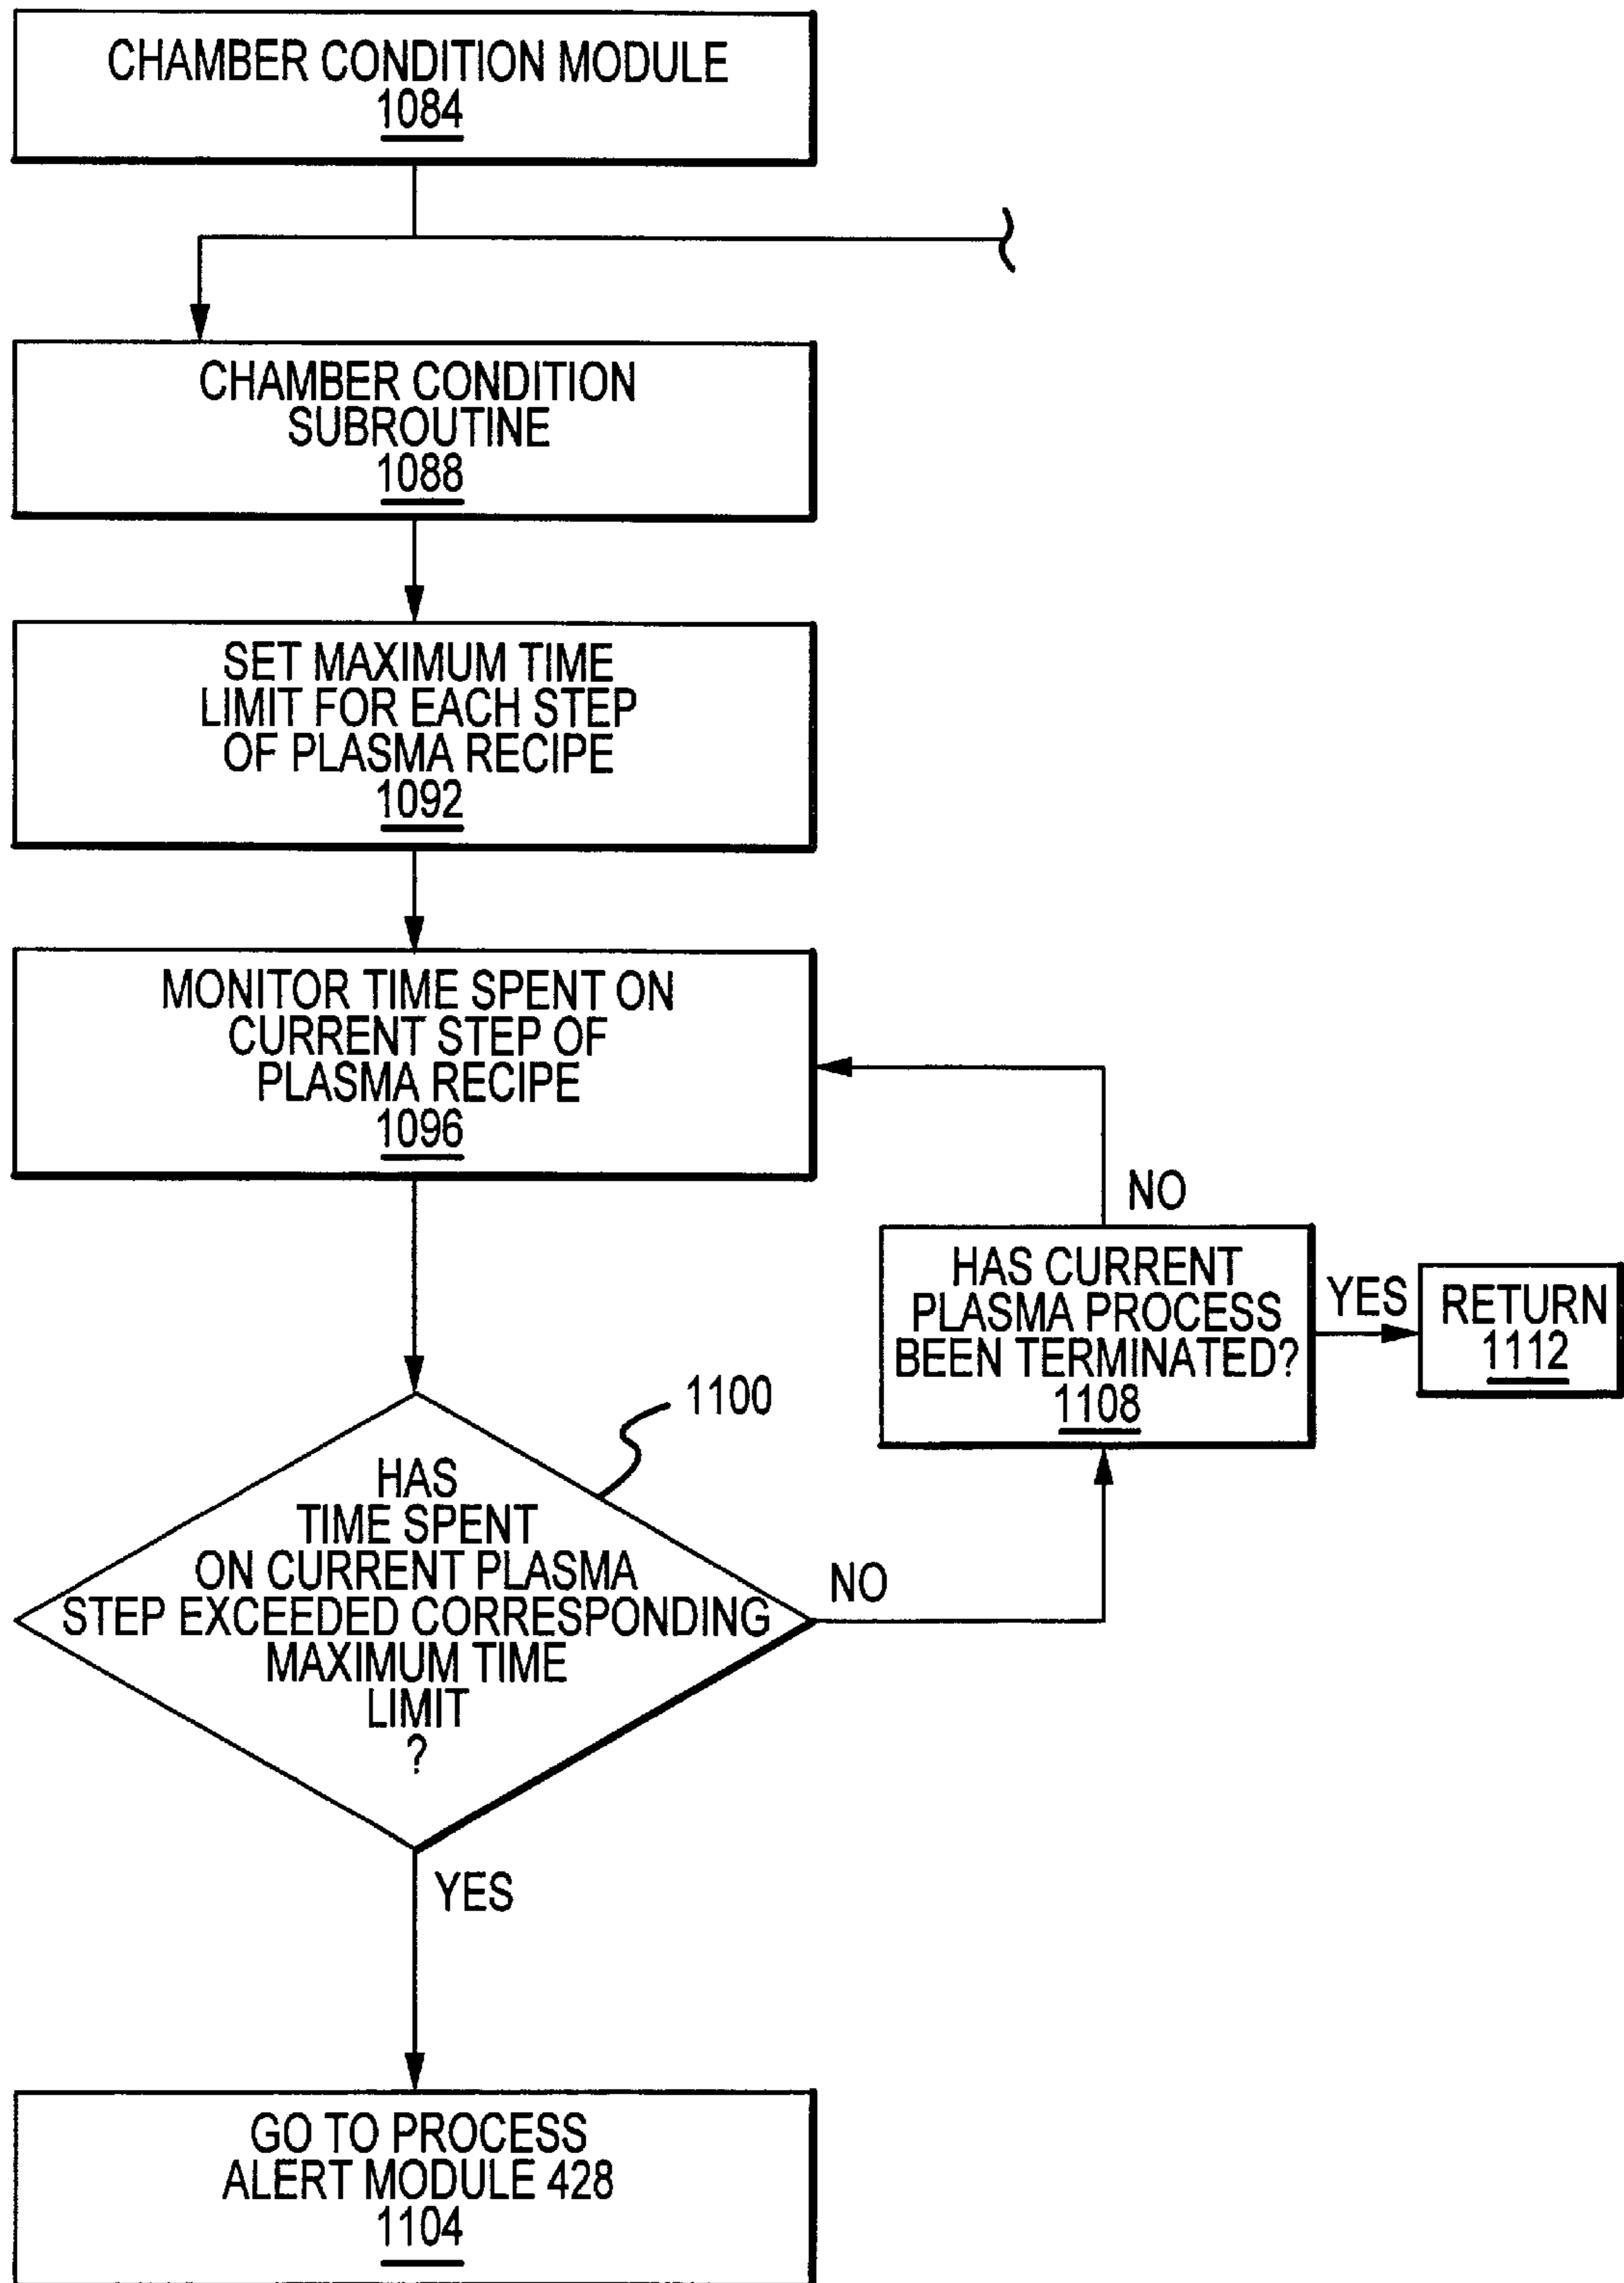 CHAMBER CONDITION MODULE
1084
CHAMBER CONDITION
SUBROUTINE
1088
SET MAXIMUM TIME
LIMIT FOR EACH STEP
OF PLASMA RECIPE
1092
MONITOR TIME SPENT ON
CURRENT STEP OF
PLASMA RECIPE
1096
NO
HAS CURRENT
PLASMA PROCESS
BEEN TERMINATED?
1108
YES
RETURN
1112
1100
HAS
TIME SPENT
ON CURRENT PLASMA
STEP EXCEEDED CORRESPONDING
MAXIMUM TIME
LIMIT
?
NO
YES
GO TO PROCESS
ALERT MODULE 428
1104